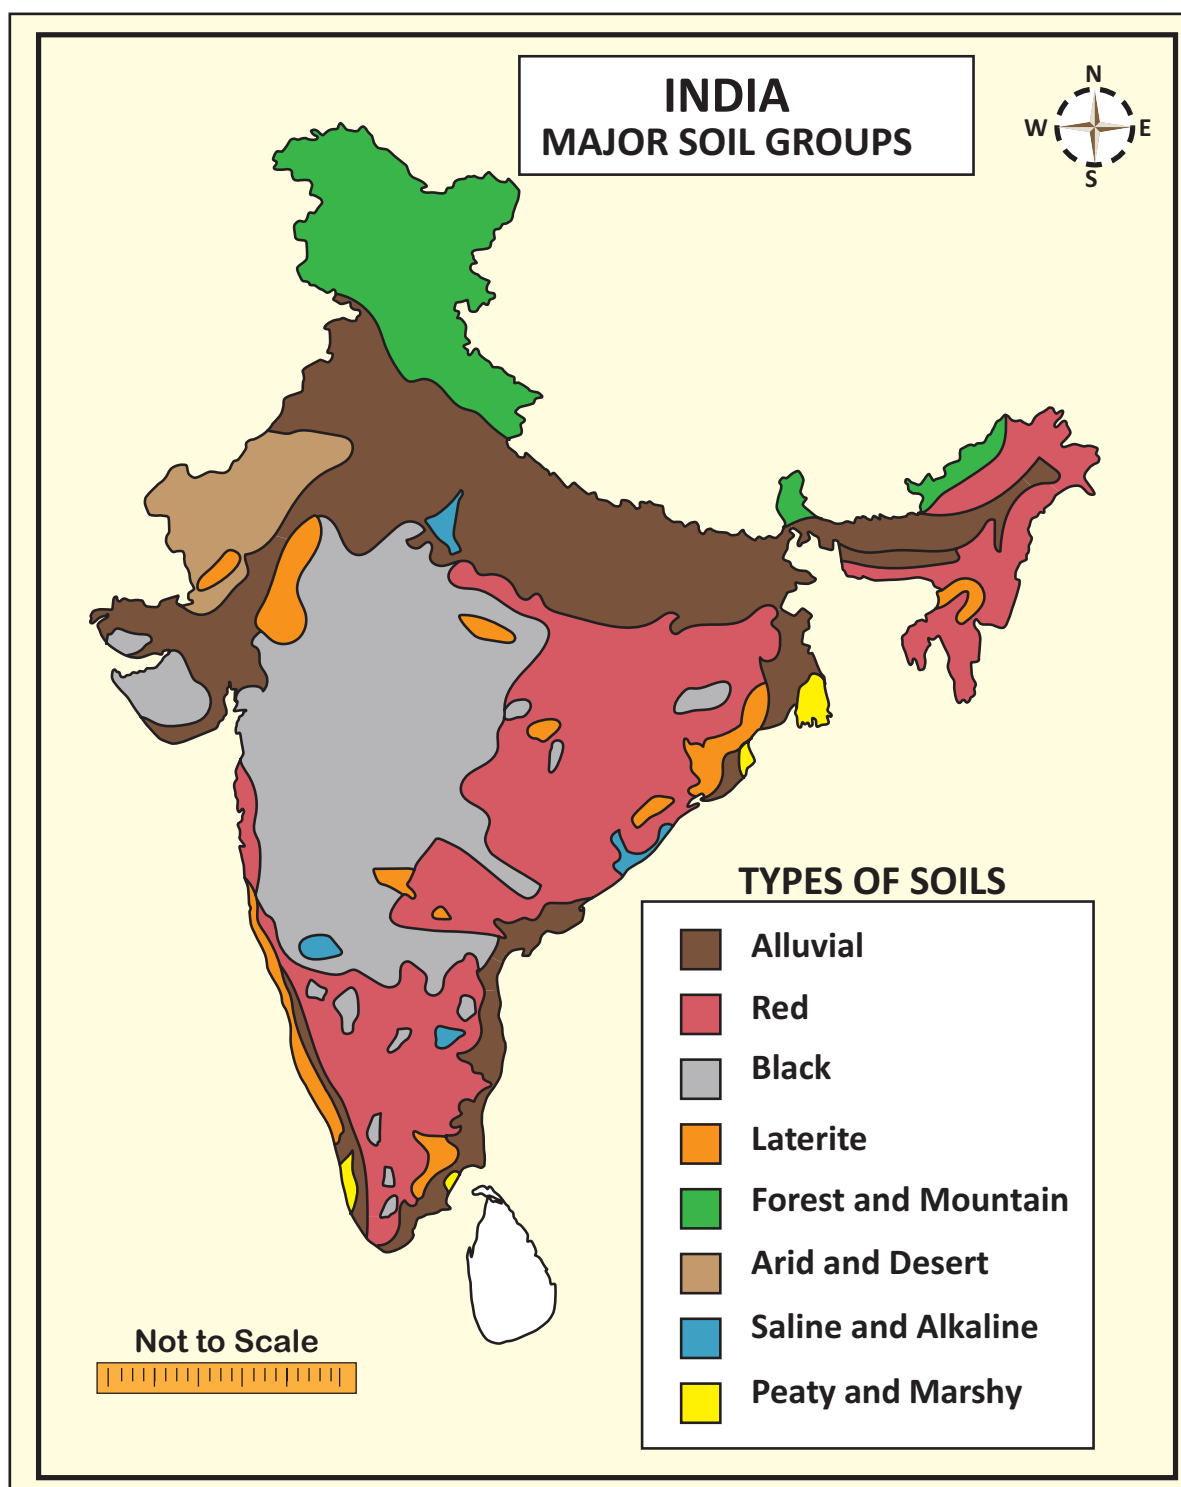 INDIA
MAJOR SOIL GROUPS
N
W
E
S
TYPES OF SOILS
Alluvial
Red
Black
Laterite
Forest and Mountain
Arid and Desert
Saline and Alkaline
Peaty and Marshy
Not to Scale